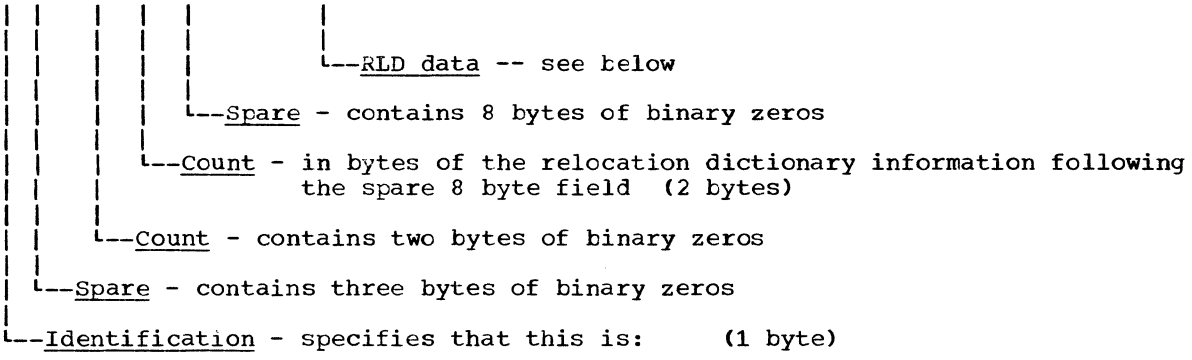 RLD data -- see below
Spare - contains 8 bytes of binary zeros
Count - in bytes of the relocation dictionary information following
the spare 8 byte field (2 bytes)
Count - contains two bytes of binary zeros
Spare - contains three bytes of binary zeros
Identification - specifies that this is: (1 byte)